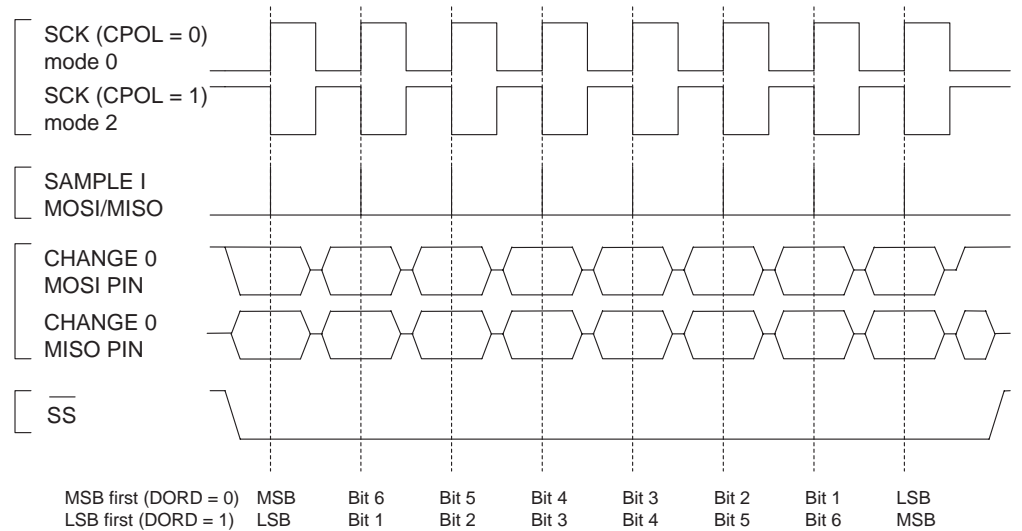 SCK (CPOL = 0)
mode 0
SCK (CPOL = 1)
mode 2
SAMPLE I
MOSI/MISO
CHANGE 0
MOSI PIN
CHANGE 0
MISO PIN
SS
MSB first (DORD = 0) MSB Bit 6 Bit 5 Bit 4 Bit 3 Bit 2 Bit 1 LSB
LSB first (DORD = 1) LSB Bit 1 Bit 2 Bit 3 Bit 4 Bit 5 Bit 6 MSB